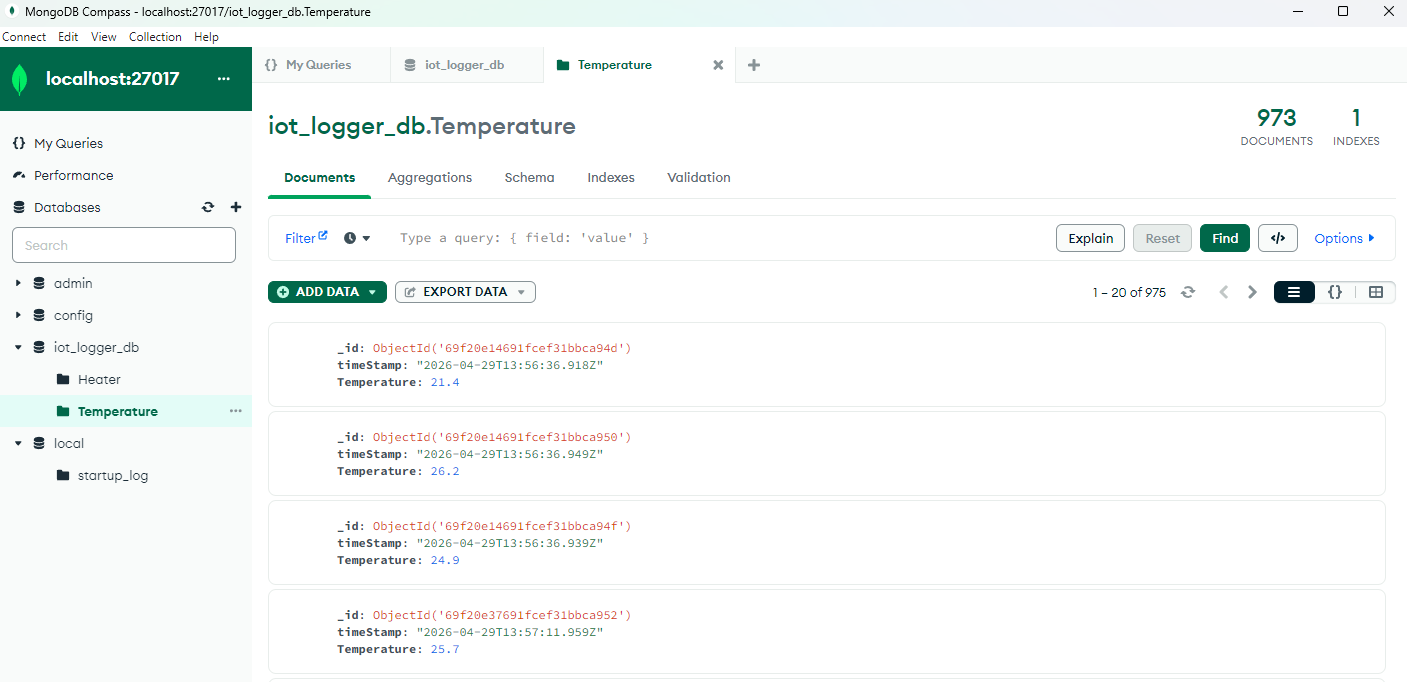 MongoDB Compass - localhost:27017/iot_logger_db.Temperature
Connect Edit View Collection Help
localhost:27017 ...
My Queries
Performance
Databases
Search
admin
config
iot_logger_db
Heater
Temperature ...
local
startup_log
{} My Queries iot_logger_db Temperature
iot_logger_db.Temperature
973 DOCUMENTS
1 INDEXES
Documents Aggregations Schema Indexes Validation
Filter Type a query: { field: 'value' } Explain Reset Find </> Options
ADD DATA EXPORT DATA 1 – 20 of 975 {}
_id: ObjectId('69f20e14691fcef31bbca94d')
timeStamp: "2026-04-29T13:56:36.918Z"
Temperature: 21.4
_id: ObjectId('69f20e14691fcef31bbca950')
timeStamp: "2026-04-29T13:56:36.949Z"
Temperature: 26.2
_id: ObjectId('69f20e14691fcef31bbca94f')
timeStamp: "2026-04-29T13:56:36.939Z"
Temperature: 24.9
_id: ObjectId('69f20e37691fcef31bbca952')
timeStamp: "2026-04-29T13:57:11.959Z"
Temperature: 25.7